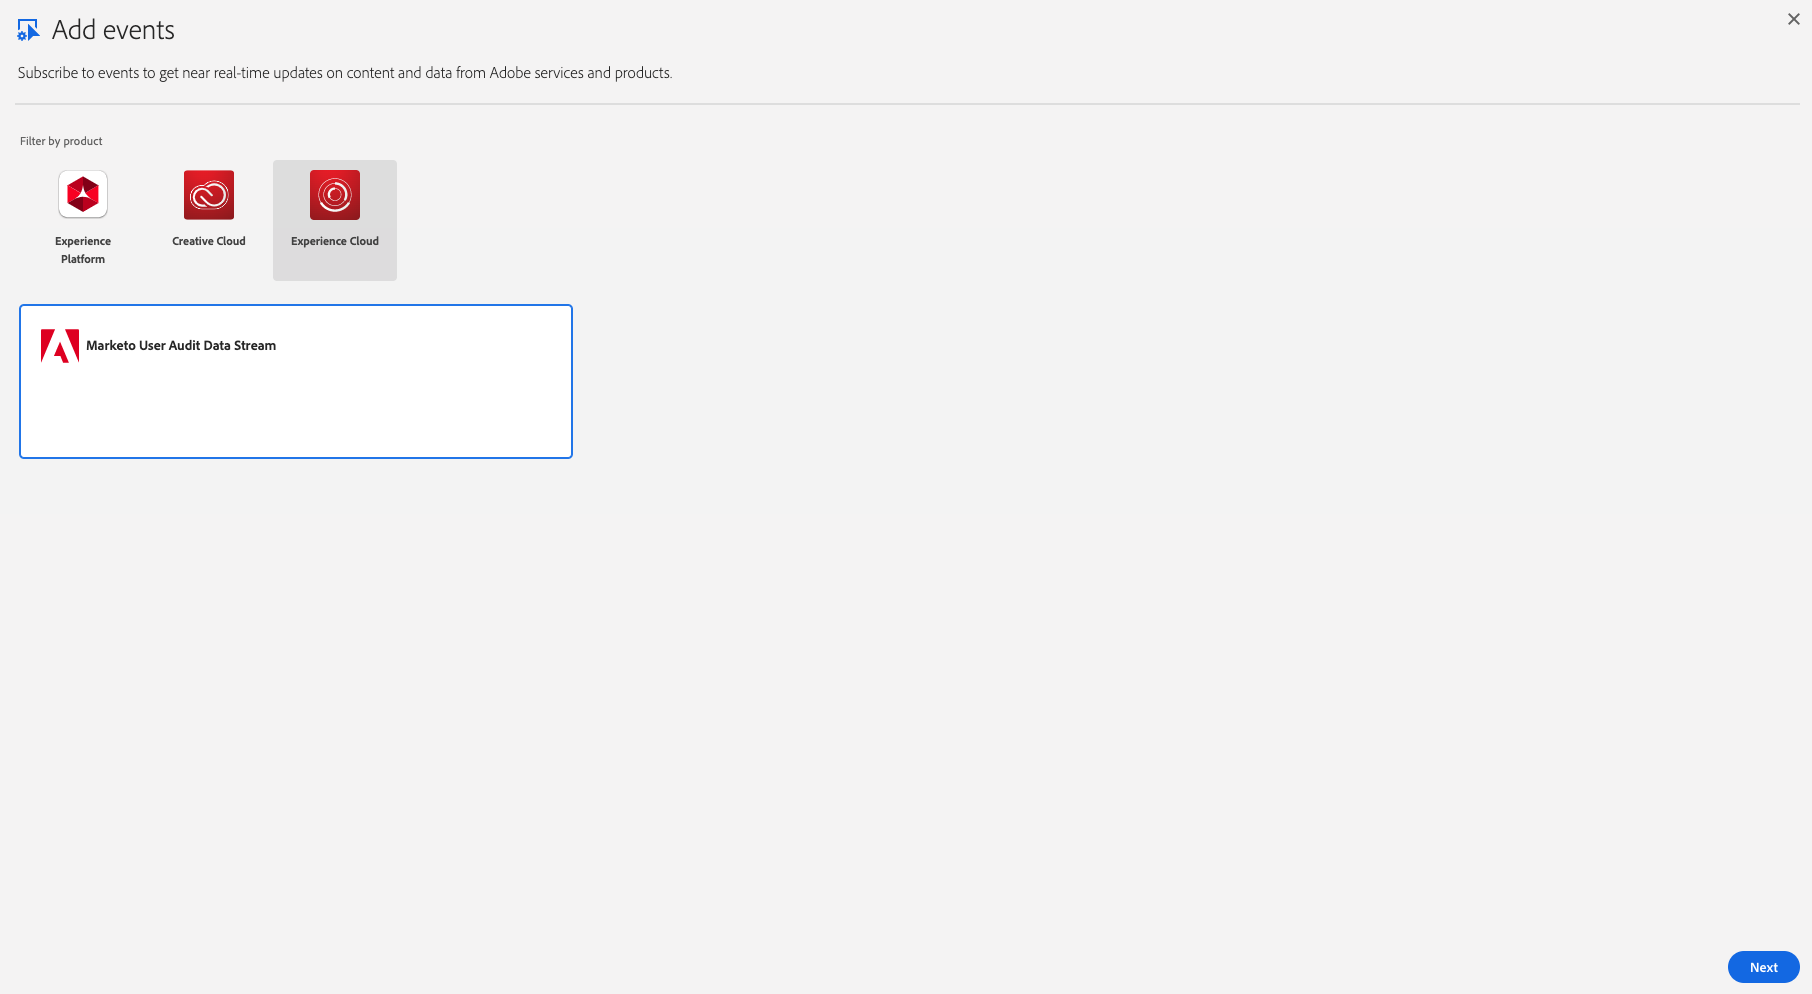 Add events
Subscribe to events to get near real-time updates on content and data from Adobe services and products.
Filter by product
Experience
Platform
Creative Cloud
Experience Cloud
Marketo User Audit Data Stream
Next